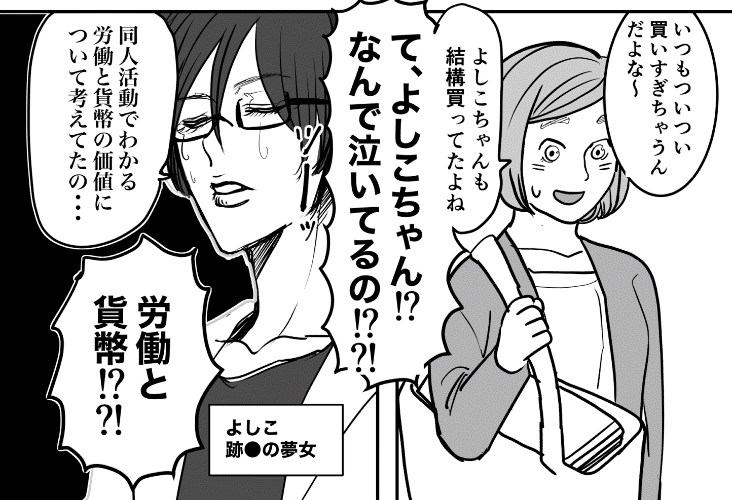 いつもついつい
買いすぎちゃうん
だよな～
よしこちゃんも
結構買ってたよね
て、よしこちゃん!?
なんで泣いてるの!??!
ツー
ーッ
同人活動でわかる
労働と貨幣の価値に
ついて考えてたの・・・
労働と
貨幣!??!
よしこ
跡●の夢女